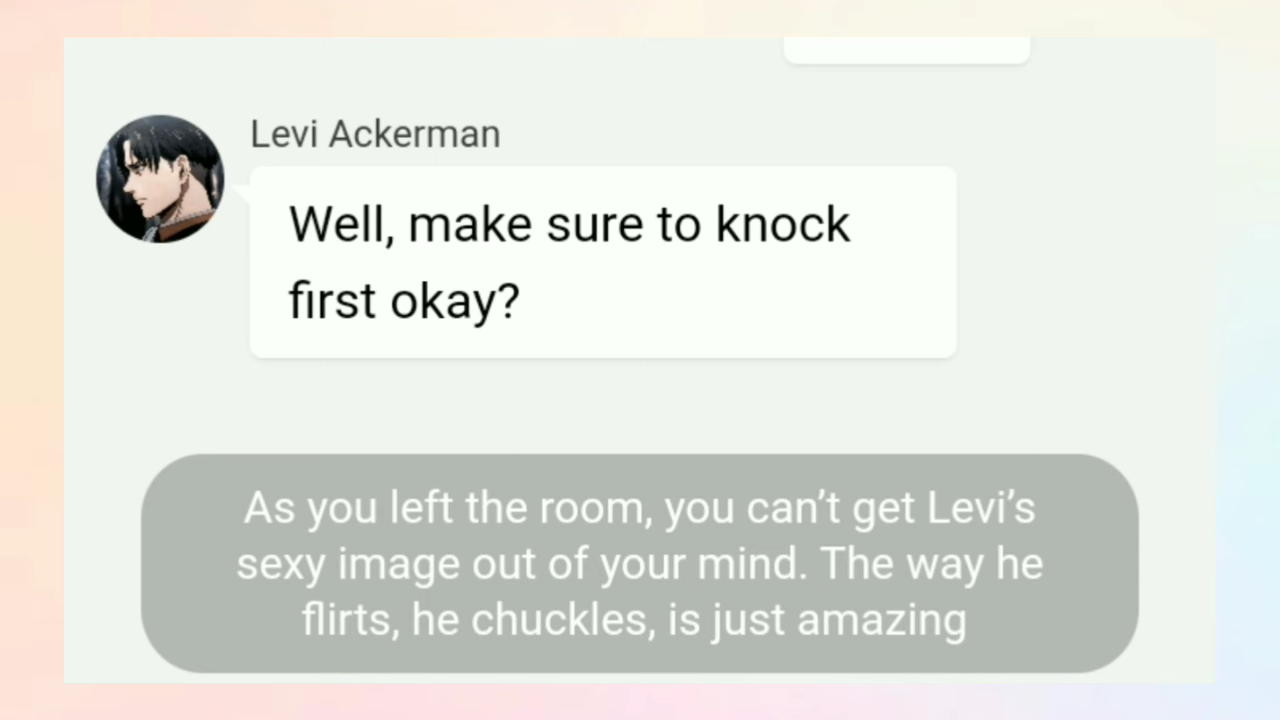 Levi Ackerman
Well, make sure to knock
first okay?
As you left the room, you can’t get Levi’s
sexy image out of your mind. The way he
flirts, he chuckles, is just amazing